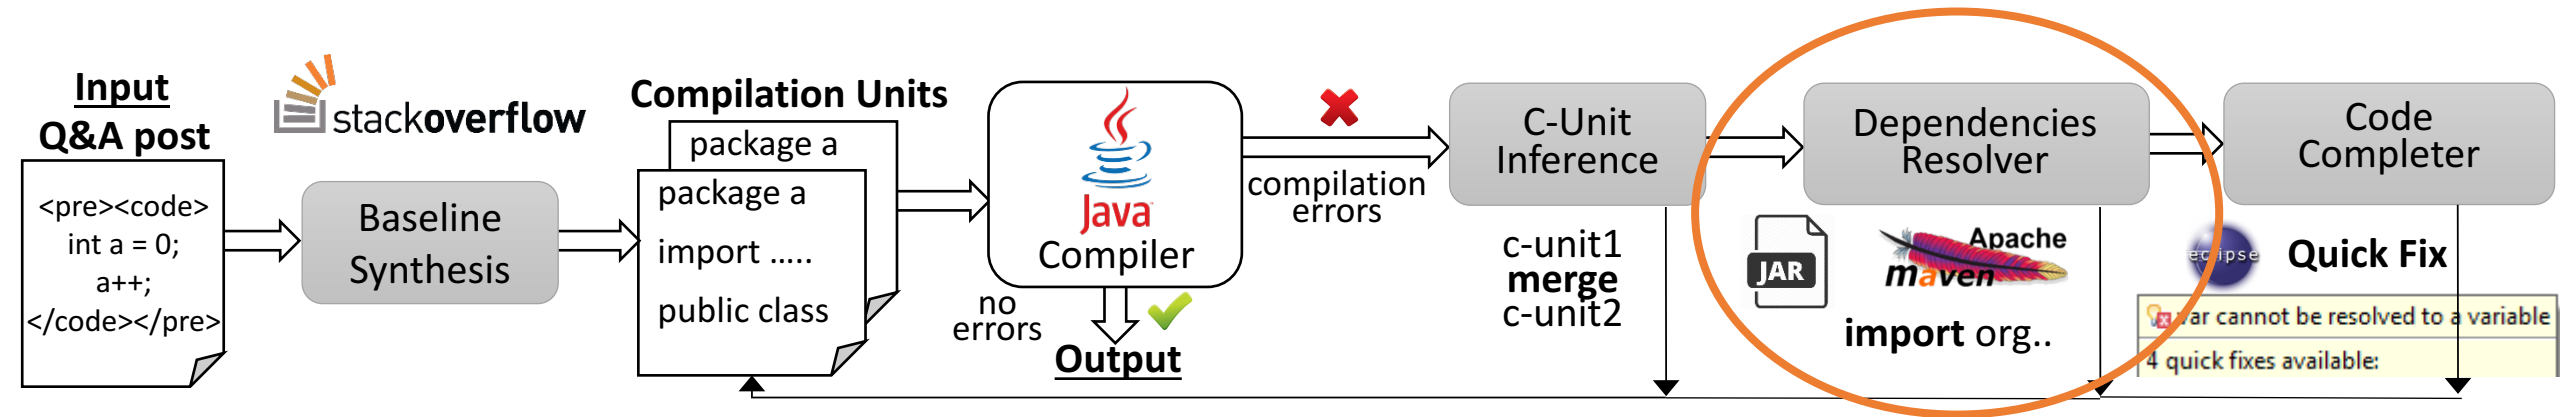 Input
Q&A post
<pre><code>
int a = 0;
a++;
</code></pre>
stackoverflow
Baseline
Synthesis
Compilation Units
package a
package a
import .....
public class
Java
Compiler
no
errors
Output
compilation
errors
C-Unit
Inference
c-unit1
merge
c-unit2
Dependencies
Resolver
JAR
Apache
maven
import org..
Code
Completer
eclipse
Quick Fix
var cannot be resolved to a variable
4 quick fixes available: